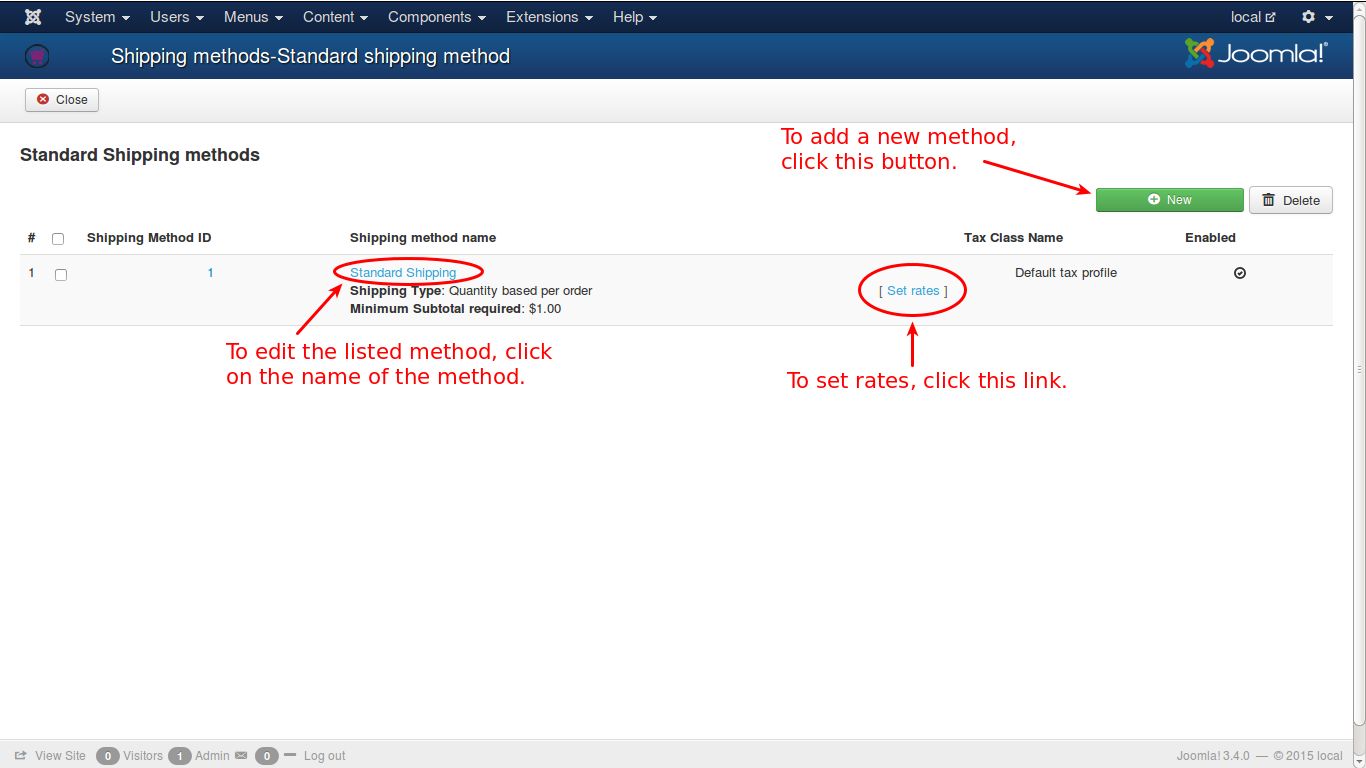 System Users Menus Content Components Extensions Help local
Shipping methods-Standard shipping method Joomla!®
Close
To add a new method,
click this button.
Standard Shipping methods
New Delete
# Shipping Method ID Shipping method name Tax Class Name Enabled
1 1 Standard Shipping Default tax profile
Shipping Type: Quantity based per order [ Set rates ]
Minimum Subtotal required: $1.00
To edit the listed method, click
on the name of the method.
To set rates, click this link.
View Site 0 Visitors 1 Admin 0 Log out Joomla! 3.4.0 — © 2015 local